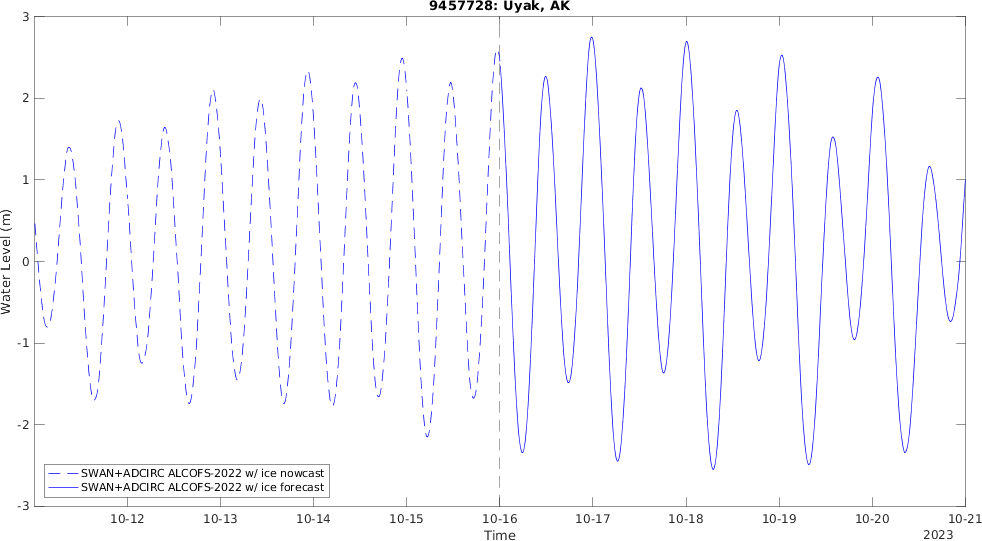 9457728: Uyak, AK
3
2
1
0
-1
-2
-3
Water Level (m)
SWAN+ADCIRC ALCOFS-2022 w/ ice nowcast
SWAN+ADCIRC ALCOFS-2022 w/ ice forecast
10-12 10-13 10-14 10-15 10-16 10-17 10-18 10-19 10-20 10-21
Time
2023